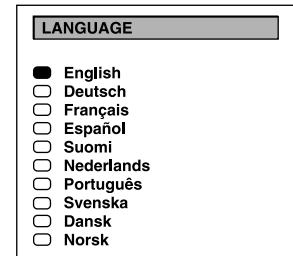 LANGUAGE
English
Deutsch
Français
Español
Suomi
Nederlands
Português
Svenska
Dansk
Norsk